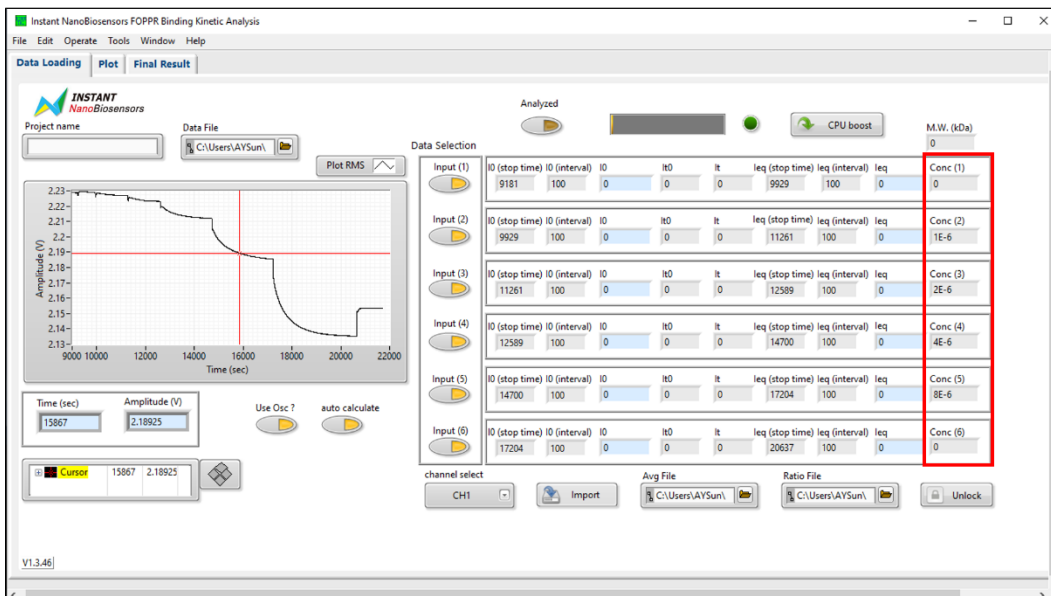 Instant NanoBiosensors FOPPR Binding Kinetic Analysis
File Edit Operate Tools Window Help
Data Loading Plot Final Result
INSTANT
NanoBiosensors
Project name
Data File
C:\Users\AYSun\
Plot RMS
Analyzed
CPU boost
M.W. (kDa)
0
Data Selection
Input (1) I0 (stop time) I0 (interval) I0 It0 It Ieq (stop time) Ieq (interval) Ieq Conc (1)
9181 100 0 0 0 9929 100 0 0
Input (2) I0 (stop time) I0 (interval) I0 It0 It Ieq (stop time) Ieq (interval) Ieq Conc (2)
9929 100 0 0 0 11261 100 0 1E-6
Input (3) I0 (stop time) I0 (interval) I0 It0 It Ieq (stop time) Ieq (interval) Ieq Conc (3)
11261 100 0 0 0 12589 100 0 2E-6
Input (4) I0 (stop time) I0 (interval) I0 It0 It Ieq (stop time) Ieq (interval) Ieq Conc (4)
12589 100 0 0 0 14700 100 0 4E-6
Input (5) I0 (stop time) I0 (interval) I0 It0 It Ieq (stop time) Ieq (interval) Ieq Conc (5)
14700 100 0 0 0 17204 100 0 8E-6
Input (6) I0 (stop time) I0 (interval) I0 It0 It Ieq (stop time) Ieq (interval) Ieq Conc (6)
17204 100 0 0 0 20637 100 0 0
Amplitude (V)
2.23
2.22
2.21
2.2
2.19
2.18
2.17
2.16
2.15
2.14
2.13
9000 10000 12000 14000 16000 18000 20000 22000
Time (sec)
Time (sec) Amplitude (V)
15867 2.18925
Use Osc ? auto calculate
Cursor 15867 2.18925
channel select
CH1
Import
Avg File
C:\Users\AYSun\
Ratio File
C:\Users\AYSun\
Unlock
V1.3.46